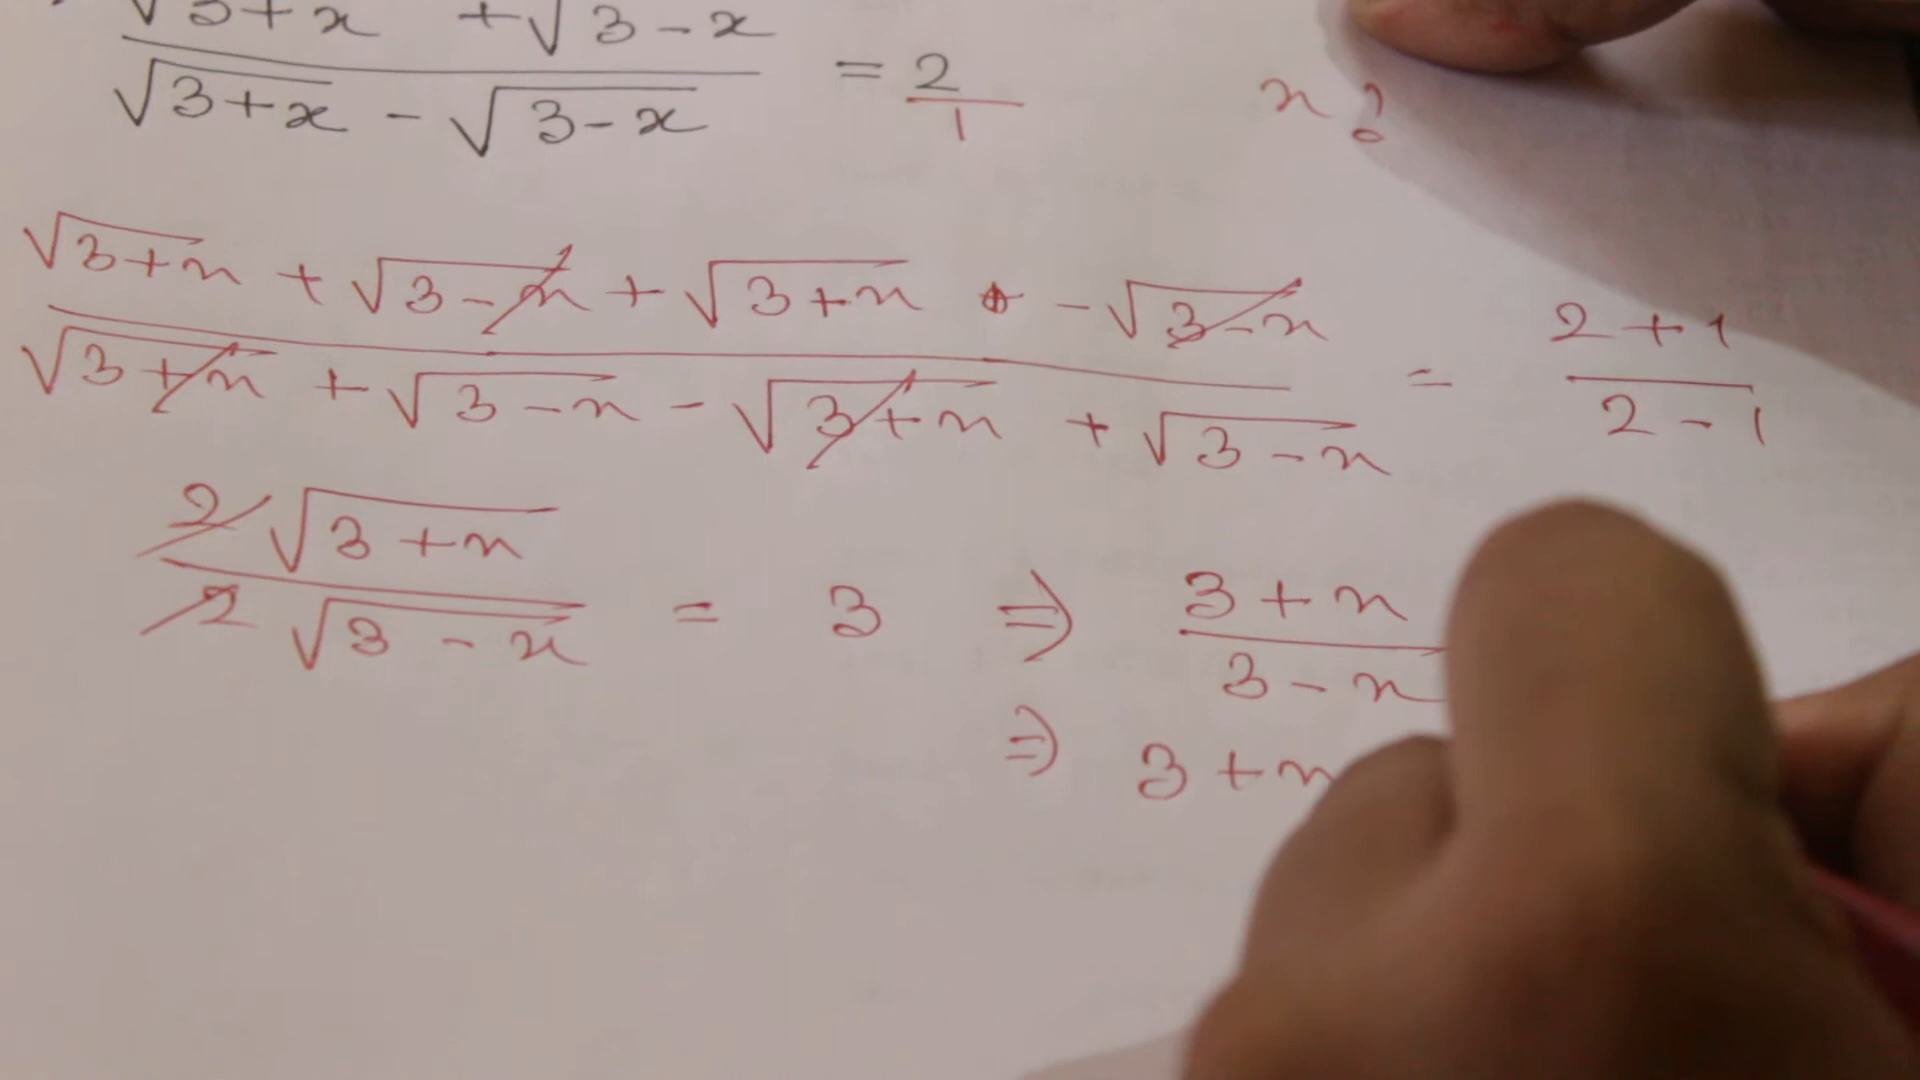 √3+x + √3-x
√3+x - √3-x = 2/1 x?
√3+x + √3-x + √3+x - √3-x
√3+x + √3-x - √3+x + √3-x = 2+1 / 2-1
2√3+x
2√3-x = 3 ⇒ 3+x / 3-x
⇒ 3+x